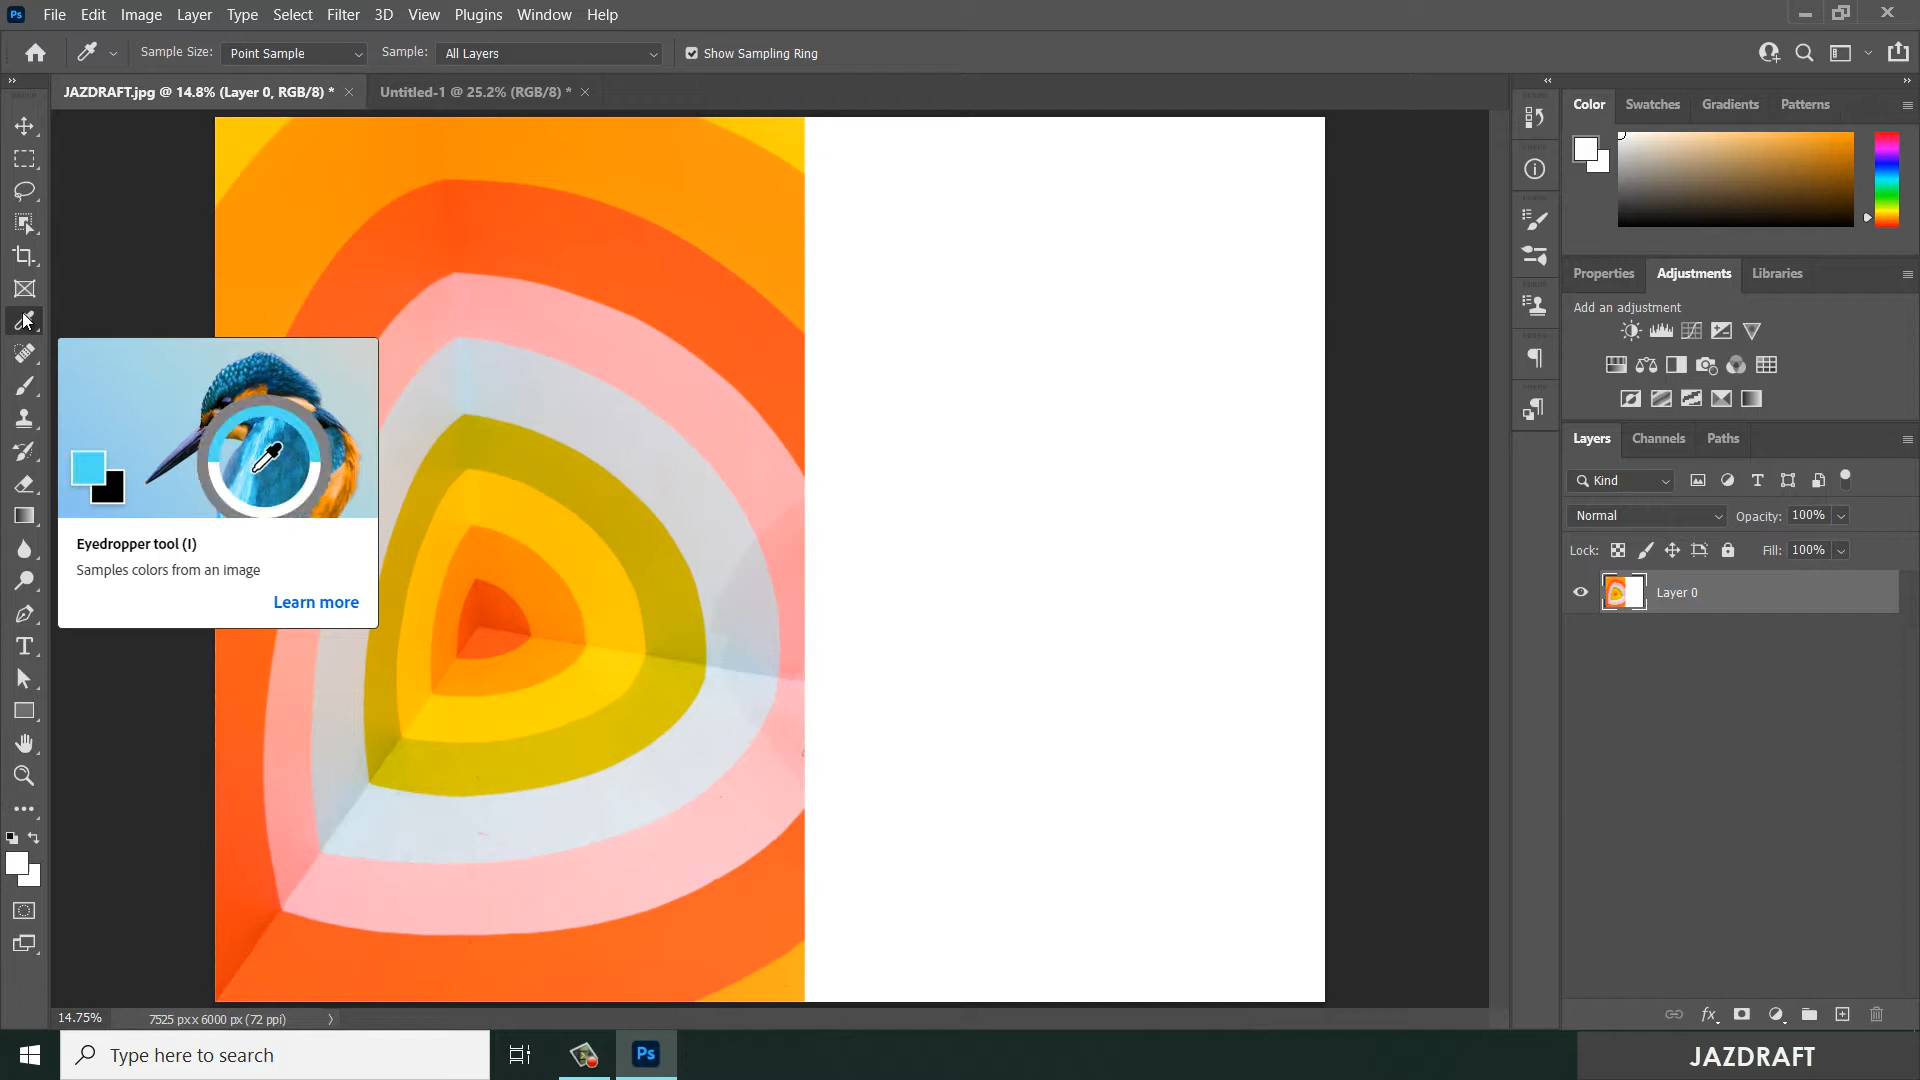 Ps File Edit Image Layer Type Select Filter 3D View Plugins Window Help
Sample Size: Point Sample Sample: All Layers Show Sampling Ring
JAZDRAFT.jpg @ 14.8% (Layer 0, RGB/8) * Untitled-1 @ 25.2% (RGB/8) *
Color Swatches Gradients Patterns
Properties Adjustments Libraries
Add an adjustment
Eyedropper tool (I)
Samples colors from an image
Learn more
Layers Channels Paths
Kind
Normal Opacity: 100%
Lock: Fill: 100%
Layer 0
14.75% 7525 px x 6000 px (72 ppi)
fx
Type here to search
Ps
JAZDRAFT